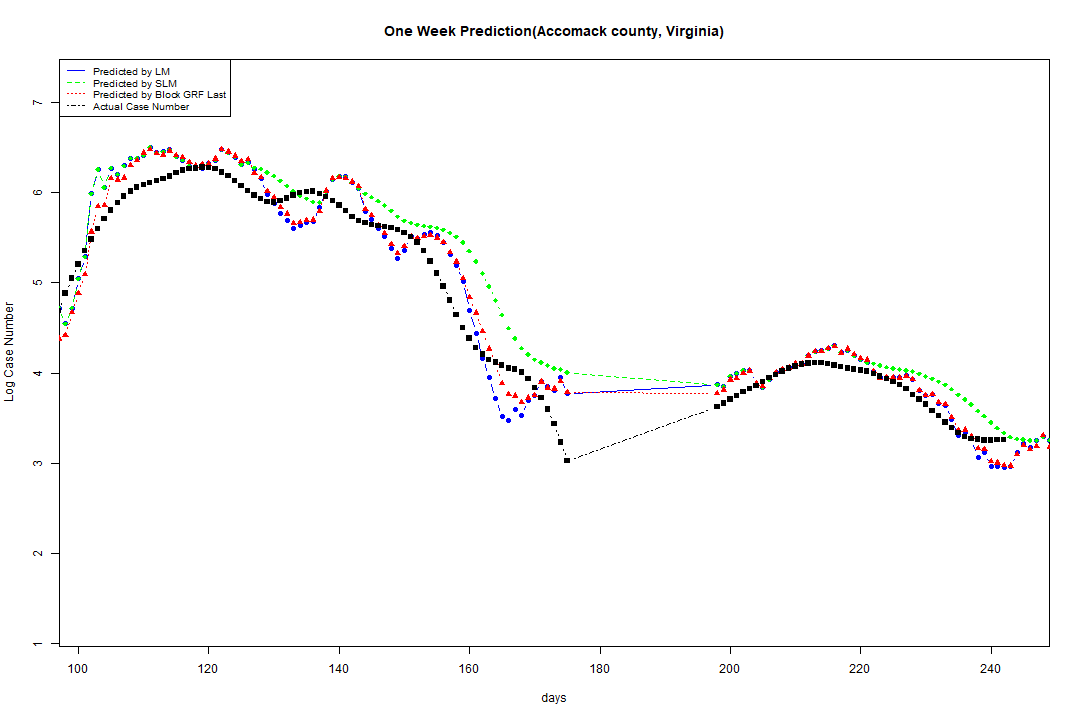 One Week Prediction(Accomack county, Virginia)
Predicted by LM
Predicted by SLM
Predicted by Block GRF Last
Actual Case Number
7
6
5
4
3
2
1
Log Case Number
100 120 140 160 180 200 220 240
days